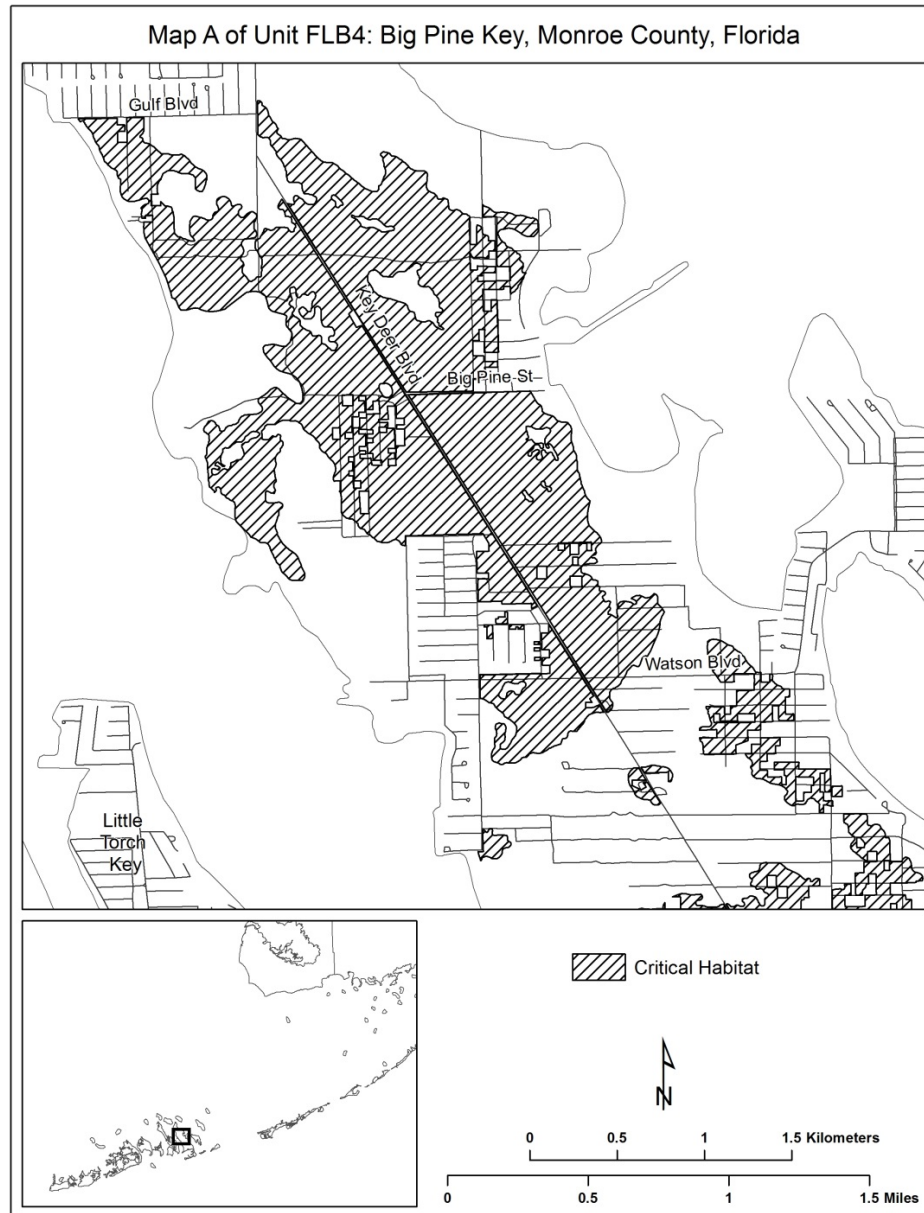 Map A of Unit FLB4: Big Pine Key, Monroe County, Florida
Gulf Blvd
Key Deer Blvd
Big Pine St
Watson Blvd
Little
Torch
Key
Critical Habitat
N
0 0.5 1 1.5 Kilometers
0 0.5 1 1.5 Miles